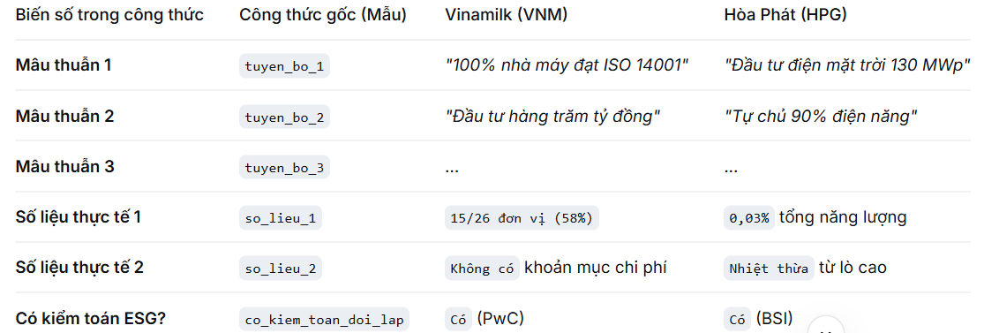 Biến số trong công thức Công thức gốc (Mẫu) Vinamilk (VNM) Hòa Phát (HPG)
Mâu thuẫn 1 tuyen_bo_1 "100% nhà máy đạt ISO 14001" "Đầu tư điện mặt trời 130 MWp"
Mâu thuẫn 2 tuyen_bo_2 "Đầu tư hàng trăm tỷ đồng" "Tự chủ 90% điện năng"
Mâu thuẫn 3 tuyen_bo_3 ... ...
Số liệu thực tế 1 so_lieu_1 15/26 đơn vị (58%) 0,03% tổng năng lượng
Số liệu thực tế 2 so_lieu_2 Không có khoản mục chi phí Nhiệt thừa từ lò cao
Có kiểm toán ESG? co_kiem_toan_doi_lap Có (PwC) Có (BSI)